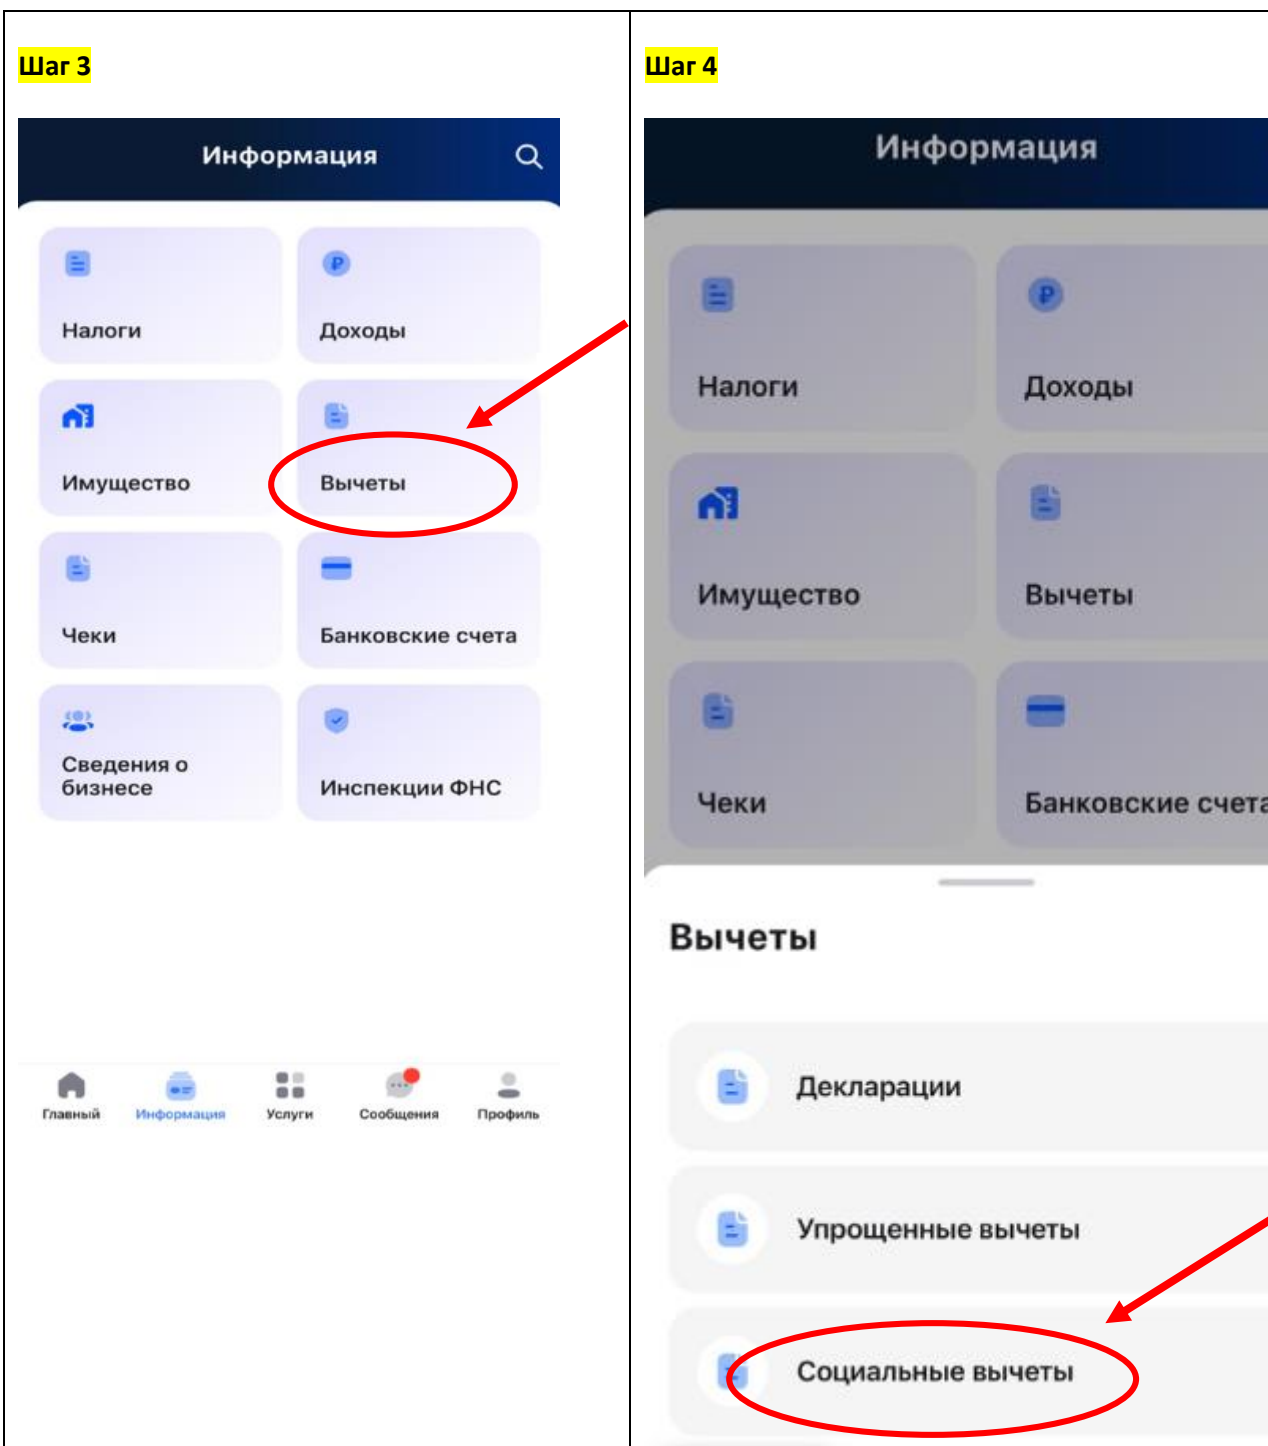 Шаг 3
Информация
Налоги
Доходы
Имущество
Вычеты
Чеки
Банковские счета
Сведения о
бизнесе
Инспекции ФНС
Главный
Информация
Услуги
Сообщения
Профиль
Шаг 4
Информация
Налоги
Доходы
Имущество
Вычеты
Чеки
Банковские счета
Вычеты
Декларации
Упрощенные вычеты
Социальные вычеты